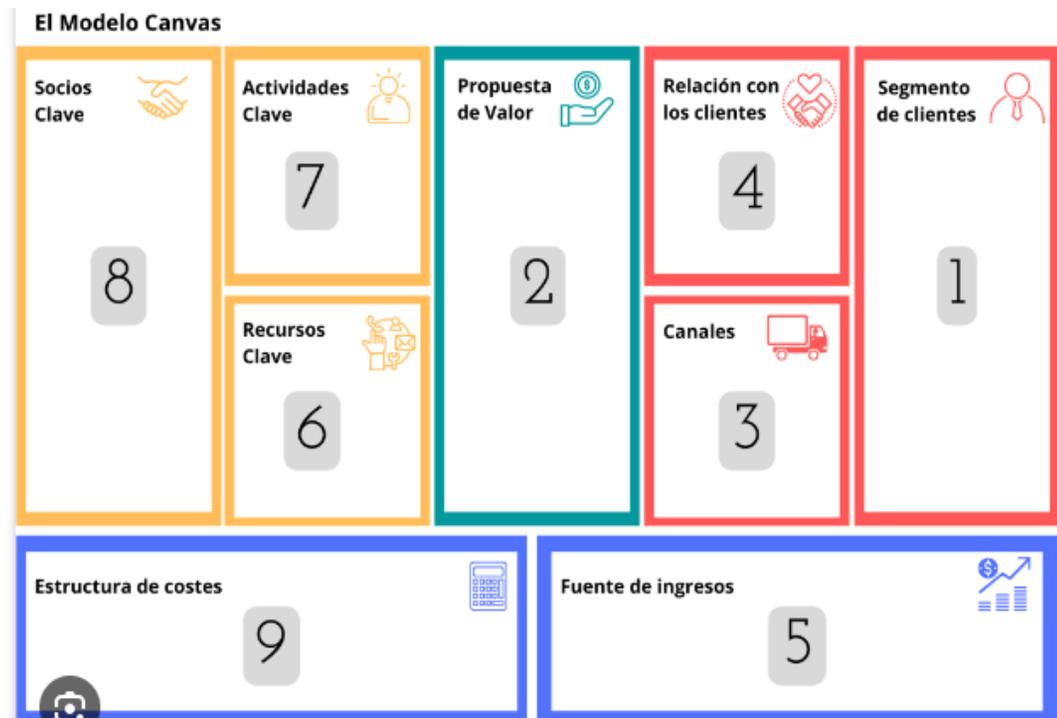 El Modelo Canvas
Socios
Clave
8
Actividades
Clave
7
Recursos
Clave
6
Propuesta
de Valor
$
2
Relación con
los clientes
4
Canales
3
Segmento
de clientes
1
Estructura de costes
9
Fuente de ingresos
$
5